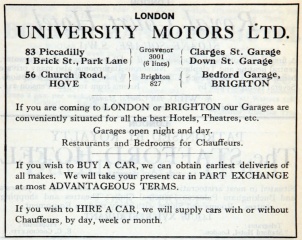 LONDON
UNIVERSITY MOTORS LTD.
83 Piccadilly Grosvenor 3001 (6 lines) Clarges St. Garage
1 Brick St., Park Lane Down St. Garage
56 Church Road, HOVE Brighton 827 Bedford Garage, BRIGHTON
If you are coming to LONDON or BRIGHTON our Garages are
conveniently situated for all the best Hotels, Theatres, etc.
Garages open night and day.
Restaurants and Bedrooms for Chauffeurs.
If you wish to BUY A CAR, we can obtain earliest deliveries of
all makes. We will take your present car in PART EXCHANGE
at most ADVANTAGEOUS TERMS.
If you wish to HIRE A CAR, we will supply cars with or without
Chauffeurs, by day, week or month.